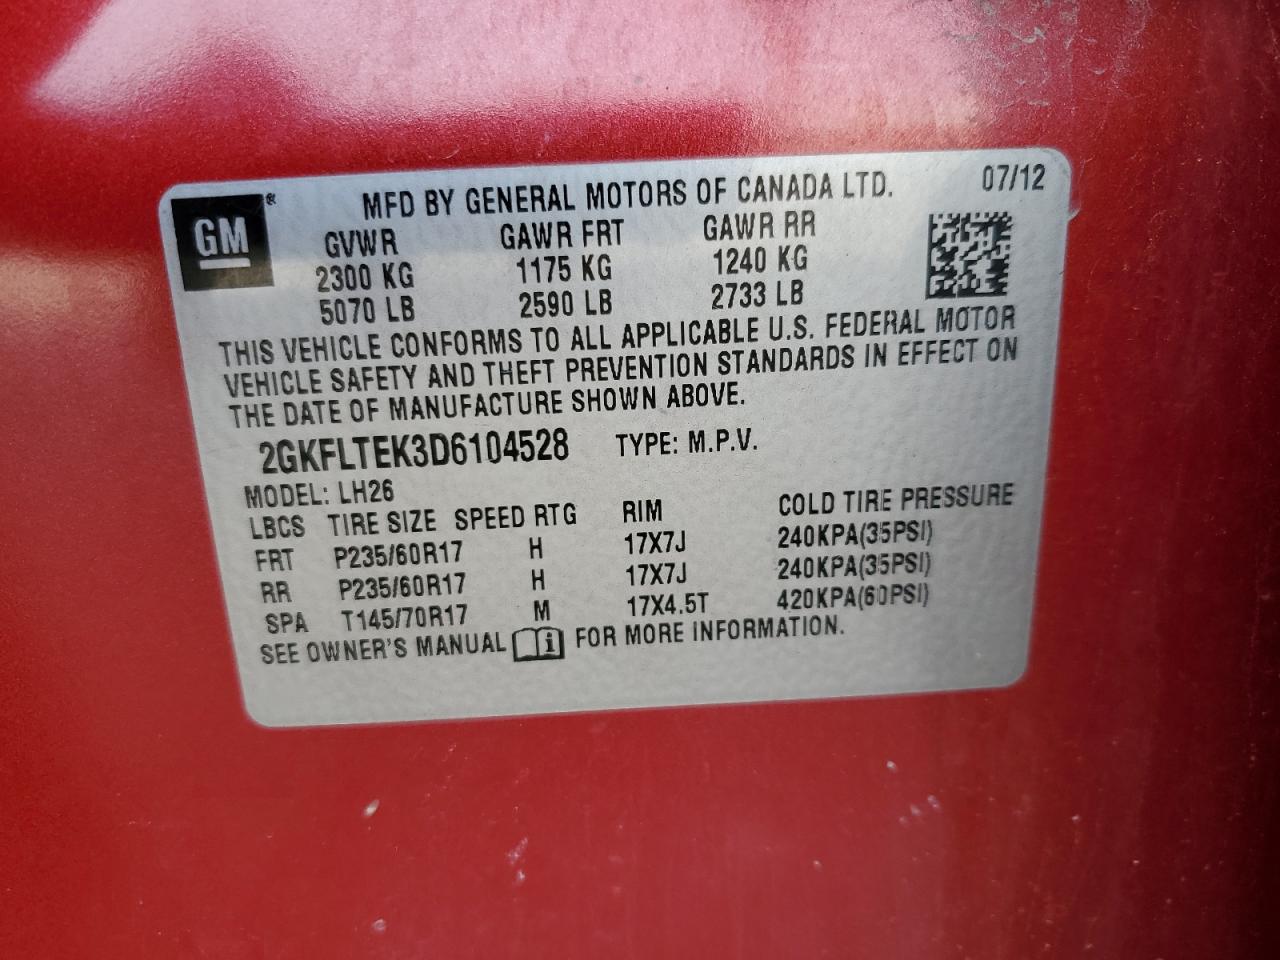 GM® MFD BY GENERAL MOTORS OF CANADA LTD. 07/12
GVWR GAWR FRT GAWR RR
2300 KG 1175 KG 1240 KG
5070 LB 2590 LB 2733 LB
THIS VEHICLE CONFORMS TO ALL APPLICABLE U.S. FEDERAL MOTOR
VEHICLE SAFETY AND THEFT PREVENTION STANDARDS IN EFFECT ON
THE DATE OF MANUFACTURE SHOWN ABOVE.
2GKFLTEK3D6104528 TYPE: M.P.V.
MODEL: LH26
LBCS TIRE SIZE SPEED RTG RIM COLD TIRE PRESSURE
FRT P235/60R17 H 17X7J 240KPA(35PSI)
RR P235/60R17 H 17X7J 240KPA(35PSI)
SPA T145/70R17 M 17X4.5T 420KPA(60PSI)
SEE OWNER'S MANUAL i FOR MORE INFORMATION.